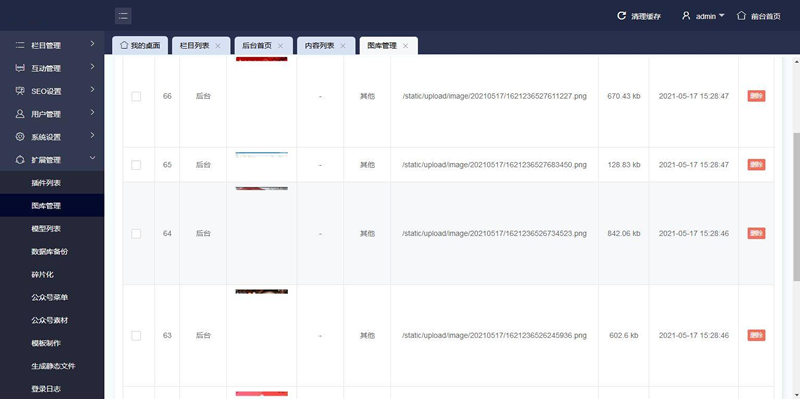 清理缓存 admin 前台首页
栏目管理
互动管理
SEO设置
用户管理
系统设置
扩展管理
插件列表
图库管理
模型列表
数据库备份
碎片化
公众号菜单
公众号素材
模板制作
生成静态文件
登录日志
我的桌面 栏目列表 后台首页 内容列表 图库管理
66 后台 - 其他 /static/upload/image/20210517/1621236527611227.png 670.43 kb 2021-05-17 15:28:47 删除
65 后台 - 其他 /static/upload/image/20210517/1621236527683450.png 128.83 kb 2021-05-17 15:28:47 删除
64 后台 - 其他 /static/upload/image/20210517/1621236526734523.png 842.06 kb 2021-05-17 15:28:46 删除
63 后台 - 其他 /static/upload/image/20210517/1621236526245936.png 602.6 kb 2021-05-17 15:28:46 删除